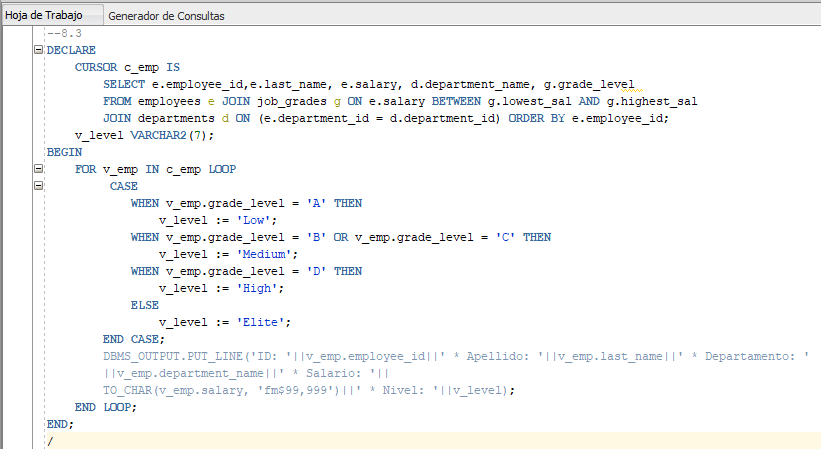 Hoja de Trabajo Generador de Consultas
--8.3
DECLARE
CURSOR c_emp IS
SELECT e.employee_id,e.last_name, e.salary, d.department_name, g.grade_level
FROM employees e JOIN job_grades g ON e.salary BETWEEN g.lowest_sal AND g.highest_sal
JOIN departments d ON (e.department_id = d.department_id) ORDER BY e.employee_id;
v_level VARCHAR2(7);
BEGIN
FOR v_emp IN c_emp LOOP
CASE
WHEN v_emp.grade_level = 'A' THEN
v_level := 'Low';
WHEN v_emp.grade_level = 'B' OR v_emp.grade_level = 'C' THEN
v_level := 'Medium';
WHEN v_emp.grade_level = 'D' THEN
v_level := 'High';
ELSE
v_level := 'Elite';
END CASE;
DBMS_OUTPUT.PUT_LINE('ID: '||v_emp.employee_id||' * Apellido: '||v_emp.last_name||' * Departamento: '
||v_emp.department_name||' * Salario: '||
TO_CHAR(v_emp.salary, 'fm$99,999')||' * Nivel: '||v_level);
END LOOP;
END;
/